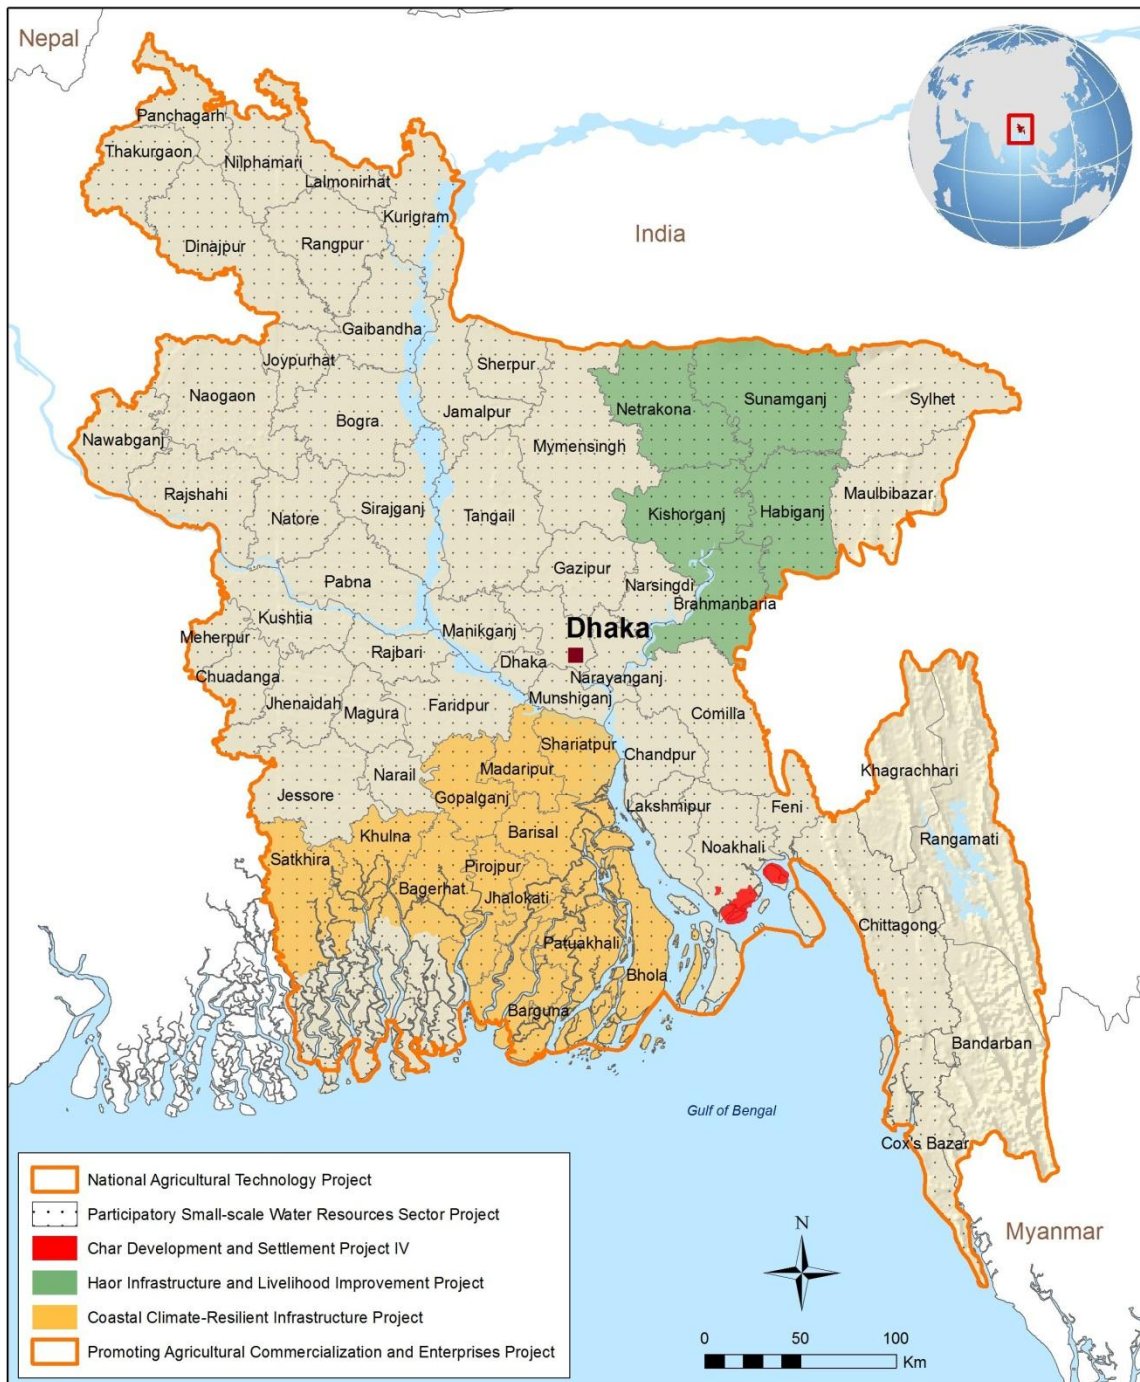 Nepal
Panchagarh
Thakurgaon
Nilphamari
Lalmonirhat
Kurigram
Dinajpur
Rangpur
India
Gaibandha
Joypurhat
Sherpur
Naogaon
Bogra
Jamalpur
Netrakona
Sunamganj
Sylhet
Nawabganj
Mymensingh
Rajshahi
Natore
Sirajganj
Tangail
Kishorganj
Habiganj
Maulbibazar
Gazipur
Pabna
Narsingdi
Brahmanbaria
Kushtia
Meherpur
Manikganj
Dhaka
Rajbari
Dhaka
Chuadanga
Narayanganj
Jhenaidah
Magura
Faridpur
Munshiganj
Comilla
Shariatpur
Chandpur
Madaripur
Narail
Khagrachhari
Jessore
Gopalganj
Lakshmipur
Feni
Khulna
Barisal
Noakhali
Rangamati
Satkhira
Pirojpur
Bagerhat
Jhalokati
Chittagong
Patuakhali
Bhola
Barguna
Bandarban
Gulf of Bengal
Cox's Bazar
Myanmar
National Agricultural Technology Project
Participatory Small-scale Water Resources Sector Project
Char Development and Settlement Project IV
Haor Infrastructure and Livelihood Improvement Project
Coastal Climate-Resilient Infrastructure Project
Promoting Agricultural Commercialization and Enterprises Project
N
0 50 100
Km